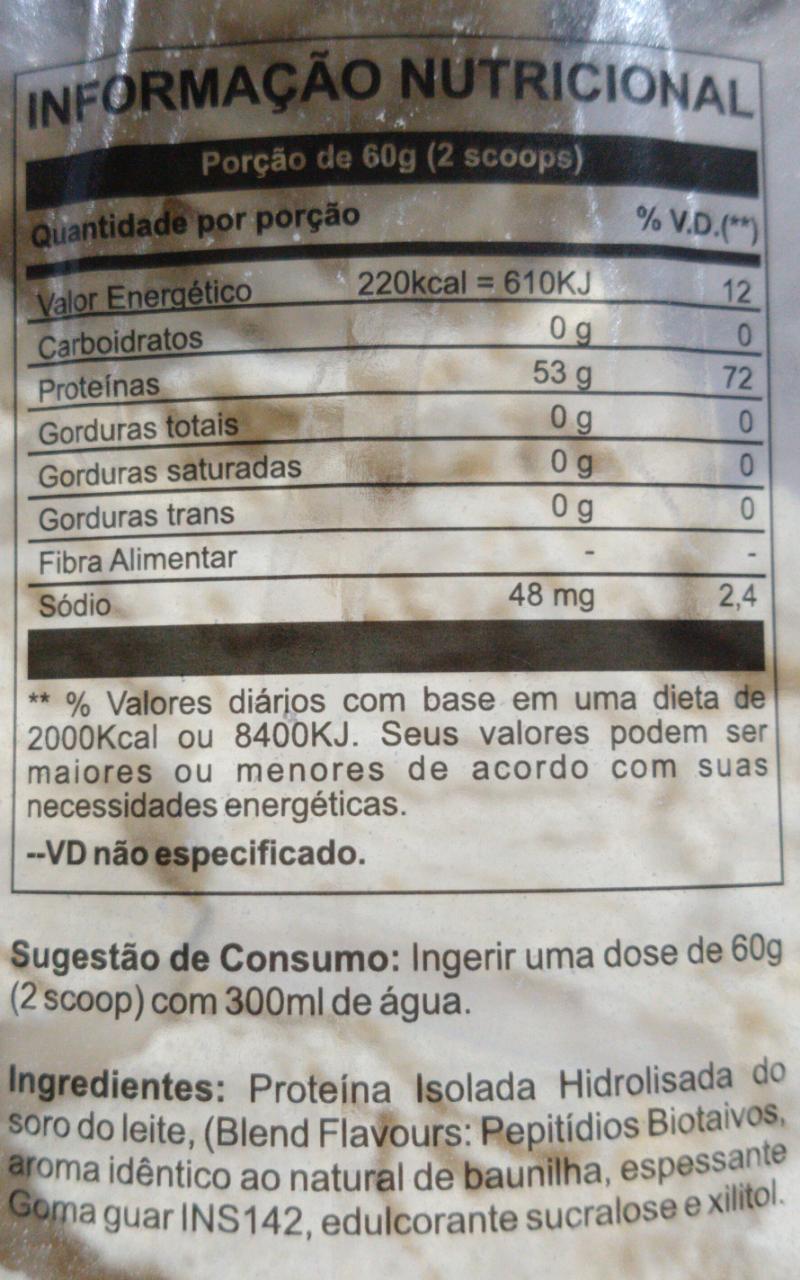 INFORMAÇÃO NUTRICIONAL
Porção de 60g (2 scoops)
Quantidade por porção % V.D.(**)
Valor Energético 220kcal = 610KJ 12
Carboidratos 0 g 0
Proteínas 53 g 72
Gorduras totais 0 g 0
Gorduras saturadas 0 g 0
Gorduras trans 0 g 0
Fibra Alimentar - -
Sódio 48 mg 2,4
** % Valores diários com base em uma dieta de
2000Kcal ou 8400KJ. Seus valores podem ser
maiores ou menores de acordo com suas
necessidades energéticas.
--VD não especificado.
Sugestão de Consumo: Ingerir uma dose de 60g
(2 scoop) com 300ml de água.
Ingredientes: Proteína Isolada Hidrolisada do
soro do leite, (Blend Flavours: Pepitídios Biotaivos,
aroma idêntico ao natural de baunilha, espessante
Goma guar INS142, edulcorante sucralose e xilitol.